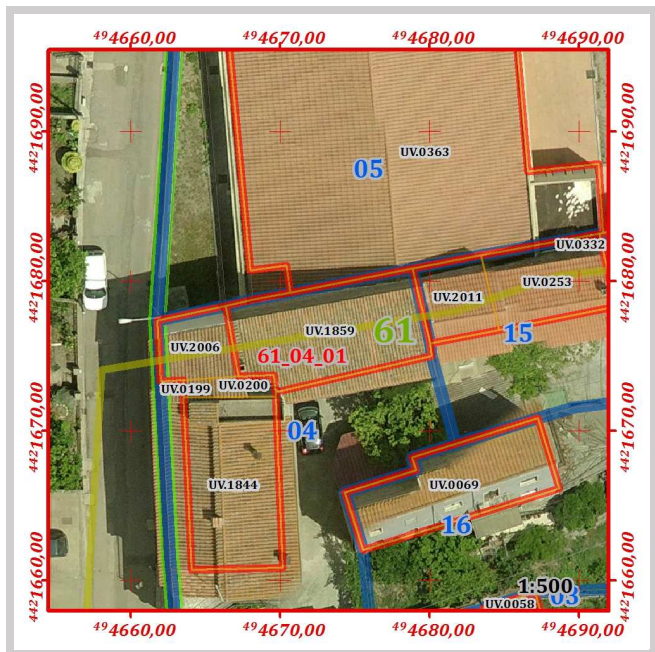 494660,00 494670,00 494680,00 494690,00
4421690,00 4421690,00
UV.0363
05
UV.0332
4421680,00 UV.0253 4421680,00
UV.2011
UV.1859 61 15
UV.2006 61_04_01
UV.0199 UV.0200
4421670,00 04 4421670,00
UV.1844 UV.0069
16
4421660,00 1:500 4421660,00
UV.0058 03
494660,00 494670,00 494680,00 494690,00